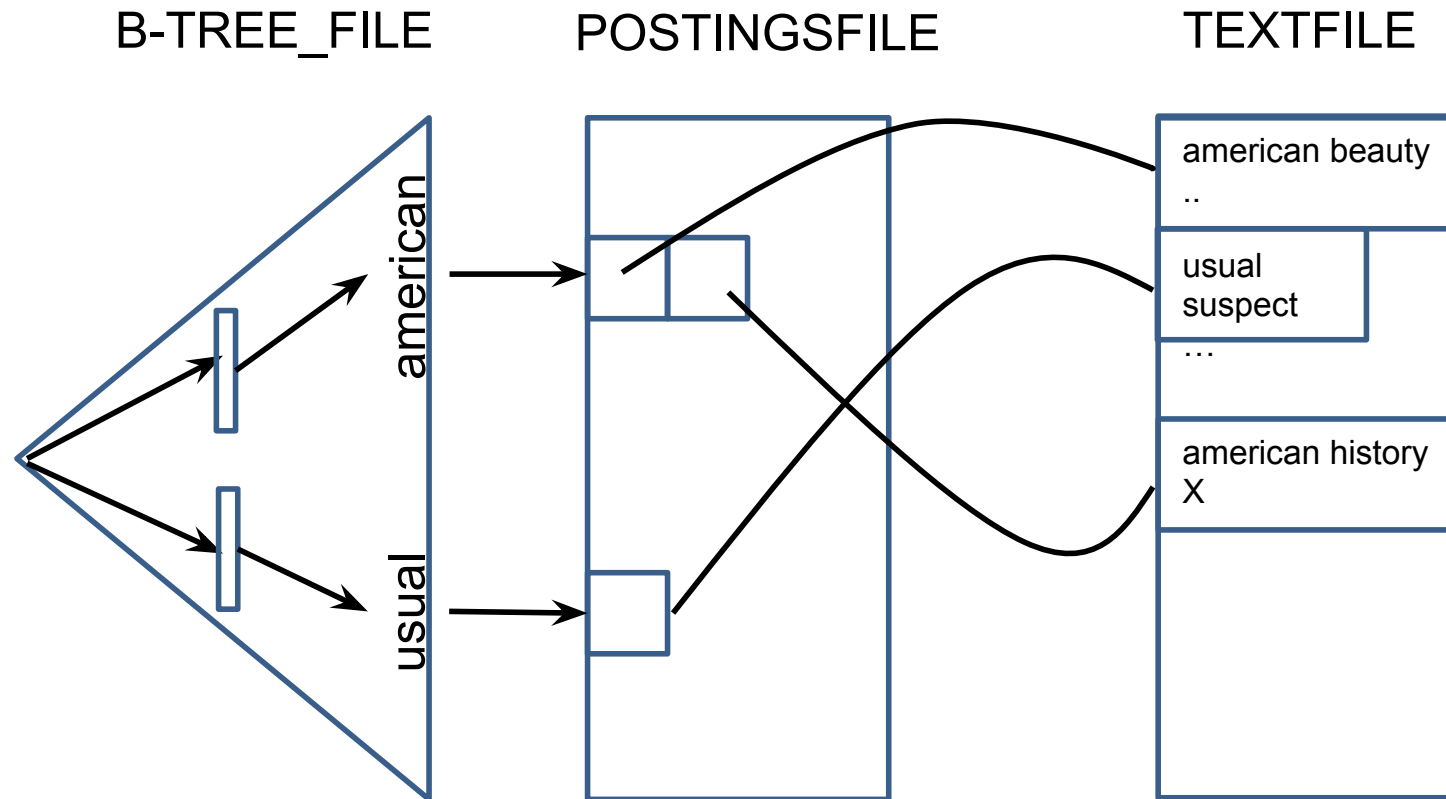 B-TREE_FILE
POSTINGSFILE
TEXTFILE
american
usual
american beauty
..
usual
suspect
...
american history
X